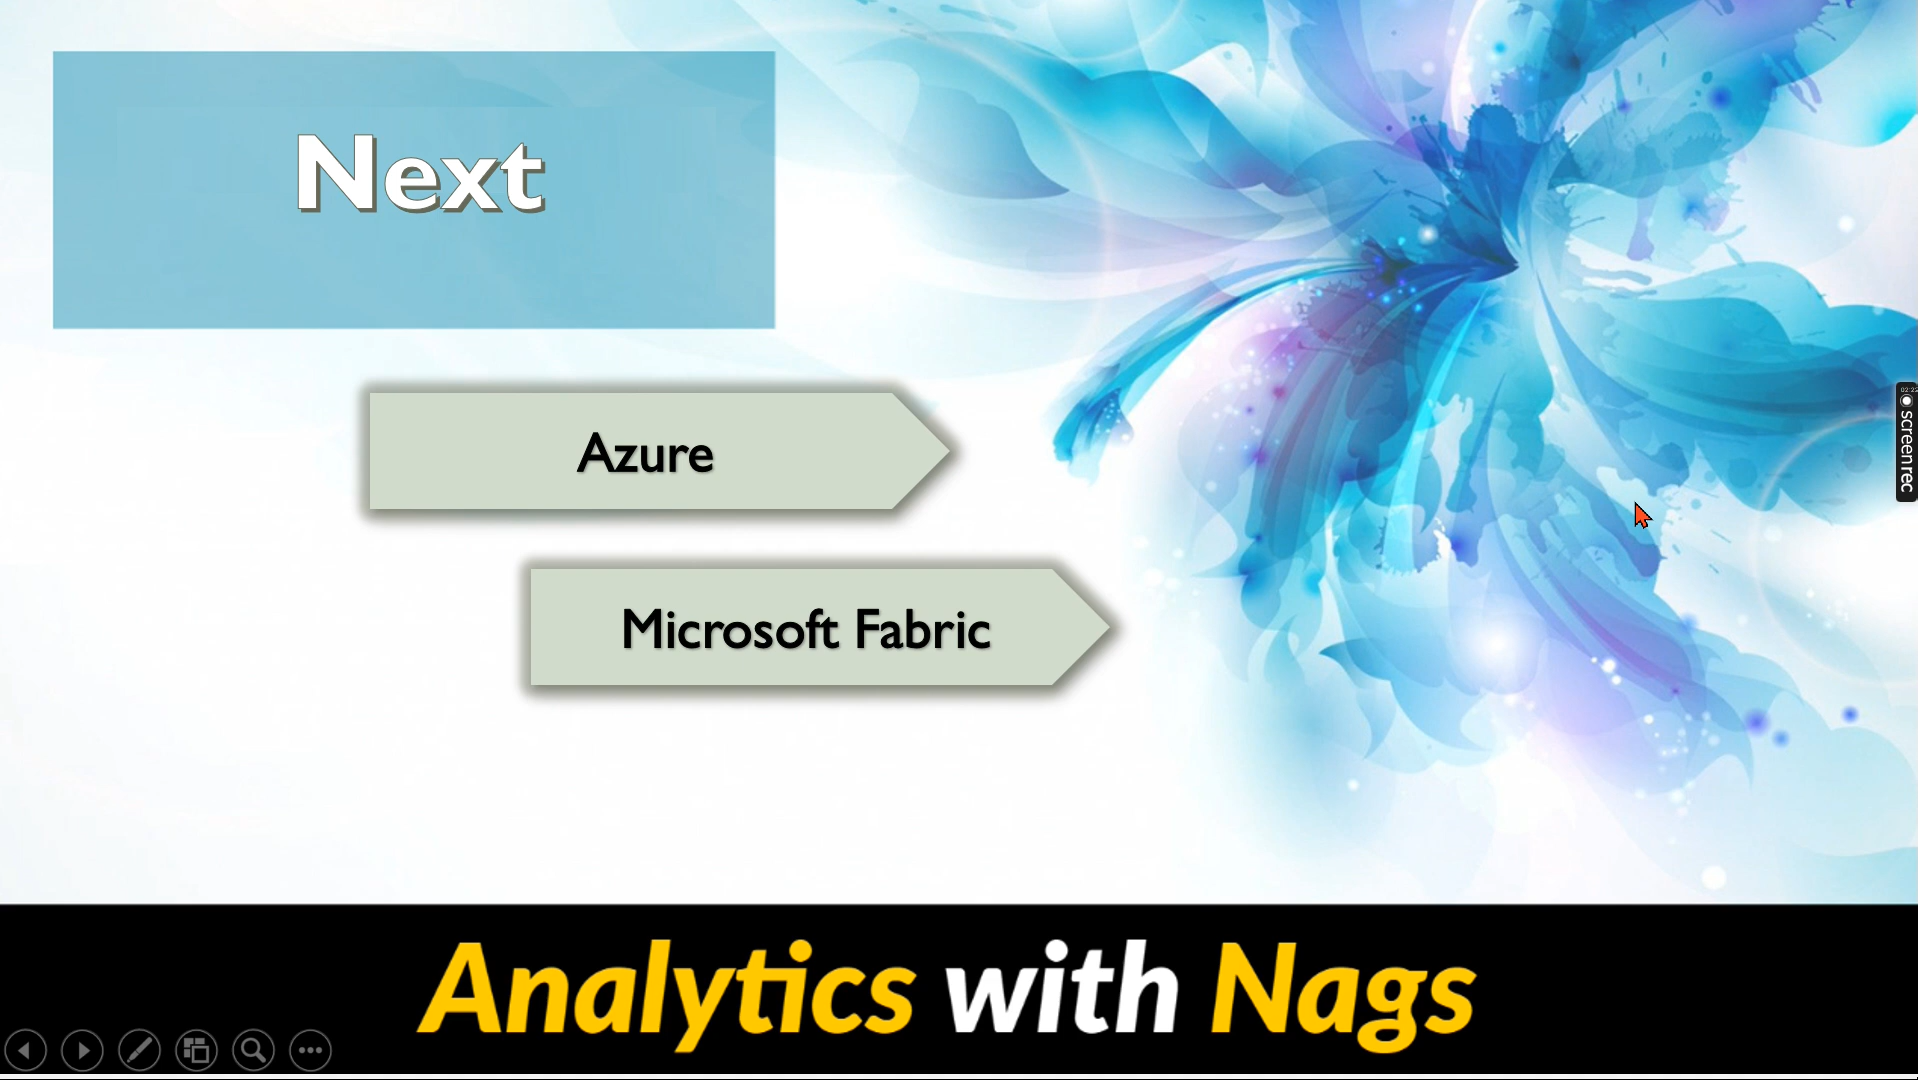 Next
Azure
Microsoft Fabric
screenrec
Analytics with Nags